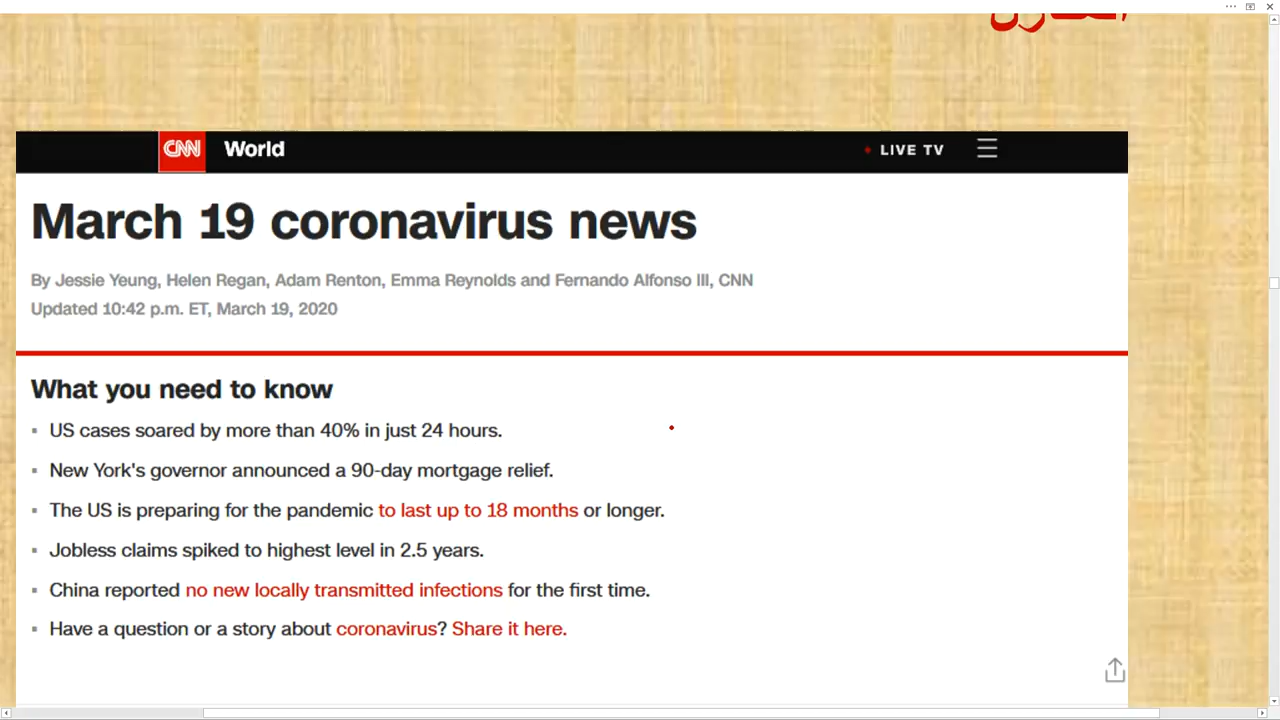 CNN World
LIVE TV
March 19 coronavirus news
By Jessie Yeung, Helen Regan, Adam Renton, Emma Reynolds and Fernando Alfonso III, CNN
Updated 10:42 p.m. ET, March 19, 2020
What you need to know
US cases soared by more than 40% in just 24 hours.
New York's governor announced a 90-day mortgage relief.
The US is preparing for the pandemic to last up to 18 months or longer.
Jobless claims spiked to highest level in 2.5 years.
China reported no new locally transmitted infections for the first time.
Have a question or a story about coronavirus? Share it here.